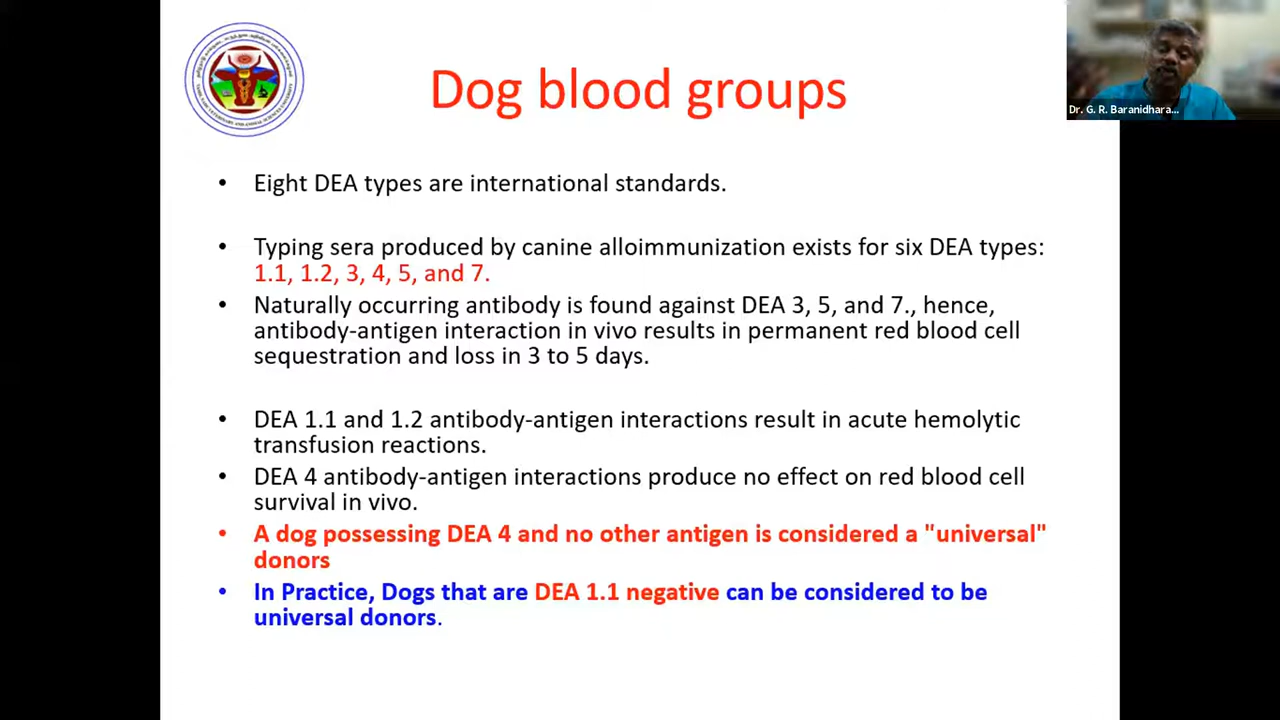 Dog blood groups
Dr. G. R. Baranidhara...
• Eight DEA types are international standards.
• Typing sera produced by canine alloimmunization exists for six DEA types:
1.1, 1.2, 3, 4, 5, and 7.
• Naturally occurring antibody is found against DEA 3, 5, and 7., hence,
antibody-antigen interaction in vivo results in permanent red blood cell
sequestration and loss in 3 to 5 days.
• DEA 1.1 and 1.2 antibody-antigen interactions result in acute hemolytic
transfusion reactions.
• DEA 4 antibody-antigen interactions produce no effect on red blood cell
survival in vivo.
• A dog possessing DEA 4 and no other antigen is considered a "universal"
donors
• In Practice, Dogs that are DEA 1.1 negative can be considered to be
universal donors.